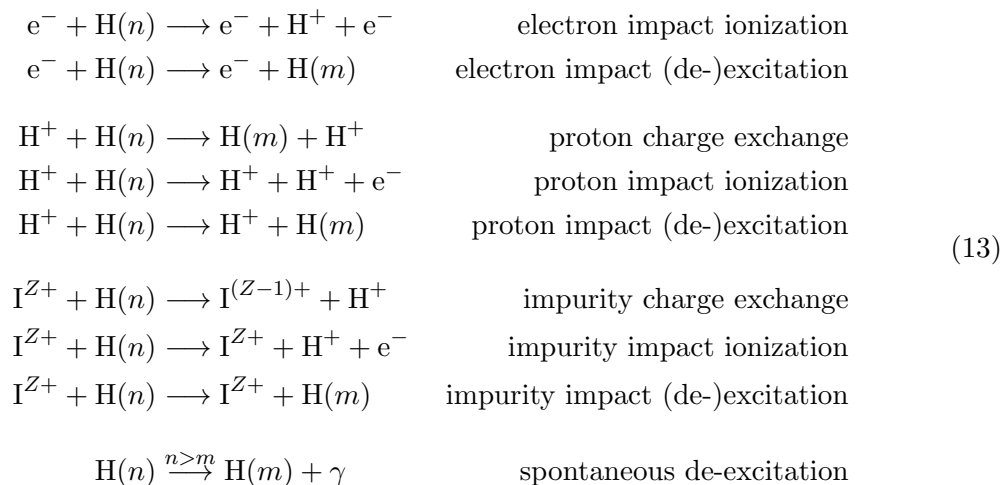 e⁻ + H(n) ⟶ e⁻ + H⁺ + e⁻ electron impact ionization
e⁻ + H(n) ⟶ e⁻ + H(m) electron impact (de-)excitation
H⁺ + H(n) ⟶ H(m) + H⁺ proton charge exchange
H⁺ + H(n) ⟶ H⁺ + H⁺ + e⁻ proton impact ionization
H⁺ + H(n) ⟶ H⁺ + H(m) proton impact (de-)excitation
(13)
I^{Z+} + H(n) ⟶ I^{(Z−1)+} + H⁺ impurity charge exchange
I^{Z+} + H(n) ⟶ I^{Z+} + H⁺ + e⁻ impurity impact ionization
I^{Z+} + H(n) ⟶ I^{Z+} + H(m) impurity impact (de-)excitation
H(n) \xrightarrow{n>m} H(m) + γ spontaneous de-excitation